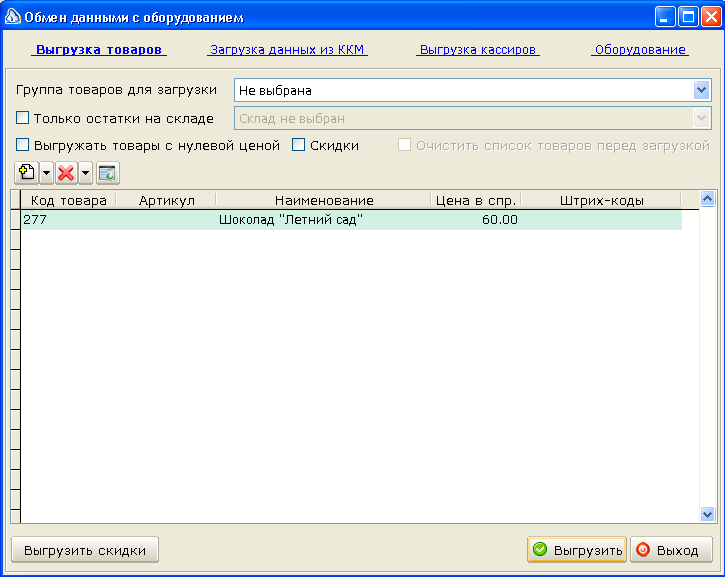 Обмен данными с оборудованием
Выгрузка товаров Загрузка данных из ККМ Выгрузка кассиров Оборудование
Группа товаров для загрузки Не выбрана
Только остатки на складе Склад не выбран
Выгружать товары с нулевой ценой Скидки Очистить список товаров перед загрузкой
Код товара Артикул Наименование Цена в спр. Штрих-коды
277 Шоколад "Летний сад" 60.00
Выгрузить скидки Выгрузить Выход